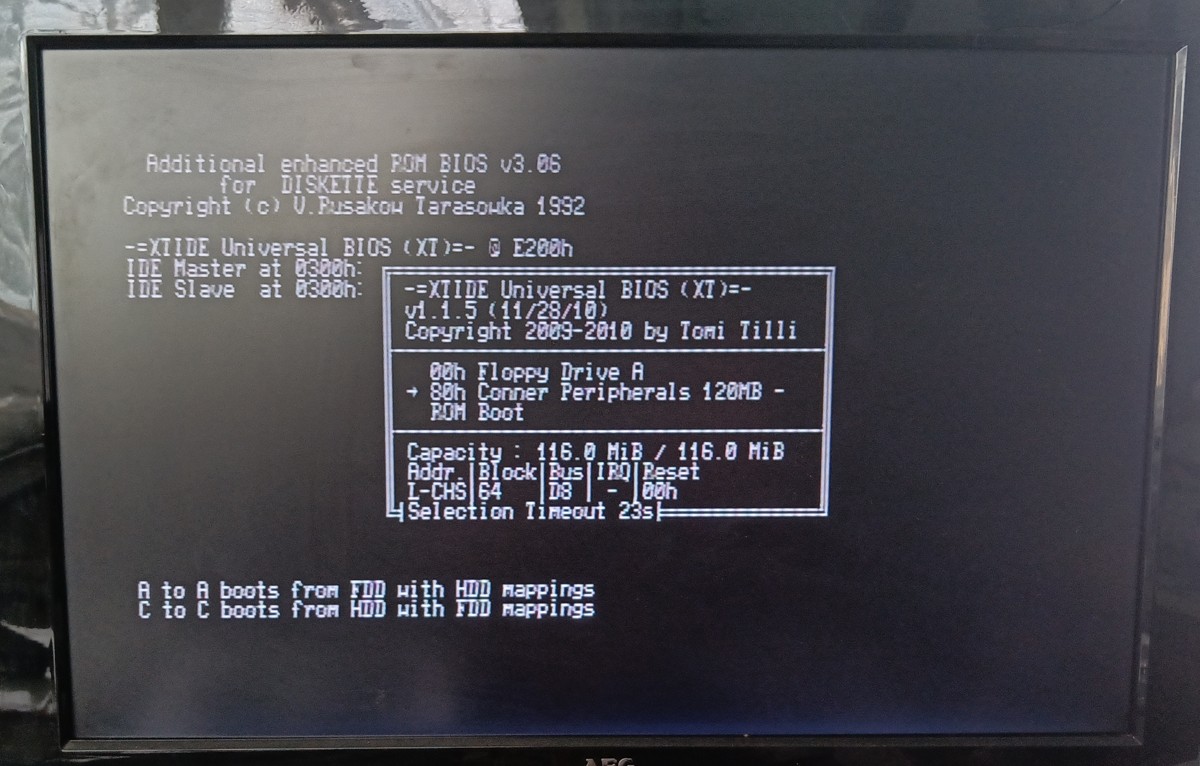 Additional enhanced ROM BIOS v3.06
for DISKETTE service
Copyright (c) V.Rusakow Tarasowka 1992
-=XTIDE Universal BIOS (XT)=- @ E200h
IDE Master at 0300h:
IDE Slave at 0300h:
-=XTIDE Universal BIOS (XT)=-
v1.1.5 (11/28/10)
Copyright 2009-2010 by Tomi Tilli
00h Floppy Drive A
→ 80h Conner Peripherals 120MB -
ROM Boot
Capacity : 116.0 MiB / 116.0 MiB
Addr.|Block|Bus|IRQ|Reset
L-CHS|64 |D8 | - |00h
Selection Timeout 23s
A to A boots from FDD with HDD mappings
C to C boots from HDD with FDD mappings
AEG